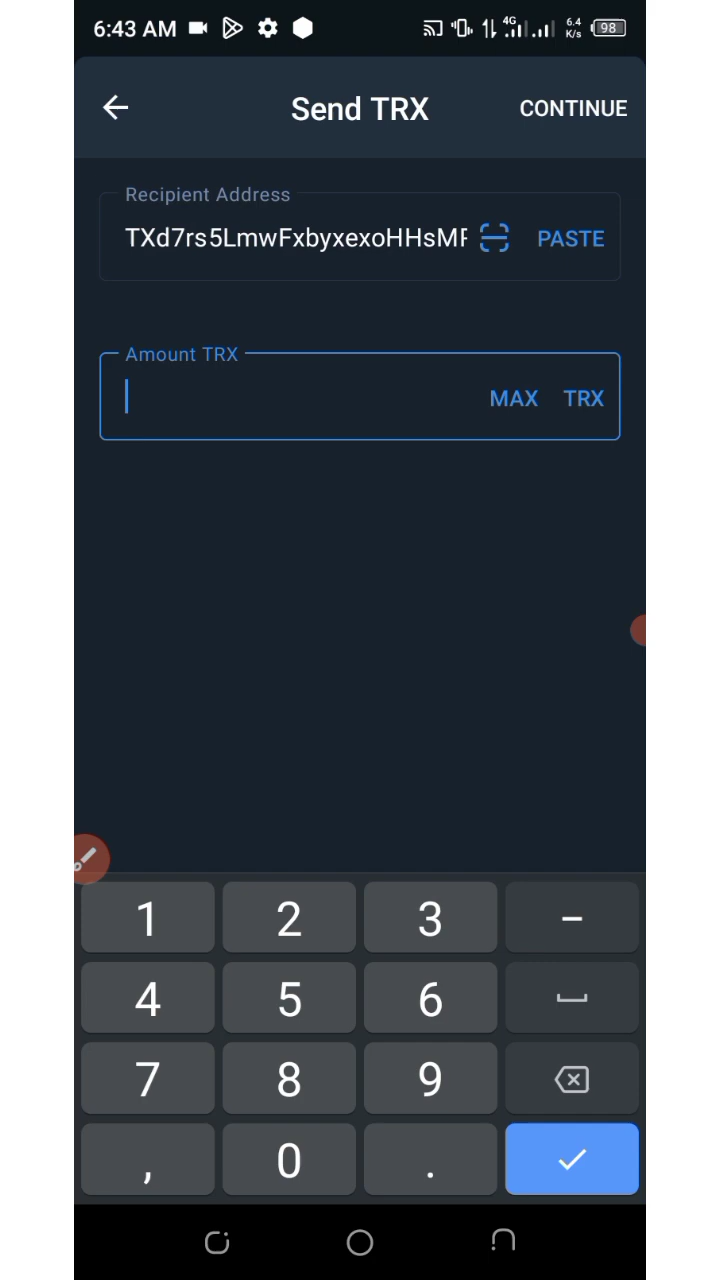 6:43 AM 4G 6.4 K/s 98
Send TRX CONTINUE
Recipient Address
TXd7rs5LmwFxbyxexoHHsMF PASTE
Amount TRX
MAX TRX
1 2 3 -
4 5 6
7 8 9
, 0 .